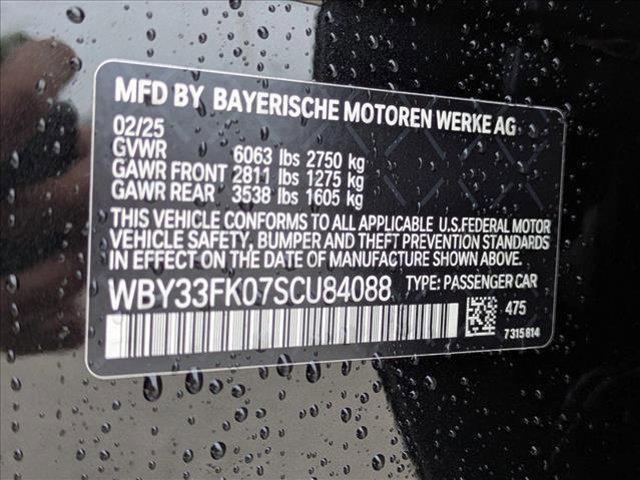 MFD BY BAYERISCHE MOTOREN WERKE AG
02/25
GVWR 6063 lbs 2750 kg
GAWR FRONT 2811 lbs 1275 kg
GAWR REAR 3538 lbs 1605 kg
THIS VEHICLE CONFORMS TO ALL APPLICABLE U.S.FEDERAL MOTOR
VEHICLE SAFETY, BUMPER AND THEFT PREVENTION STANDARDS
IN EFFECT ON THE DATE OF MANUFACTURE SHOWN ABOVE.
WBY33FK07SCU84088 TYPE: PASSENGER CAR
475
7315814